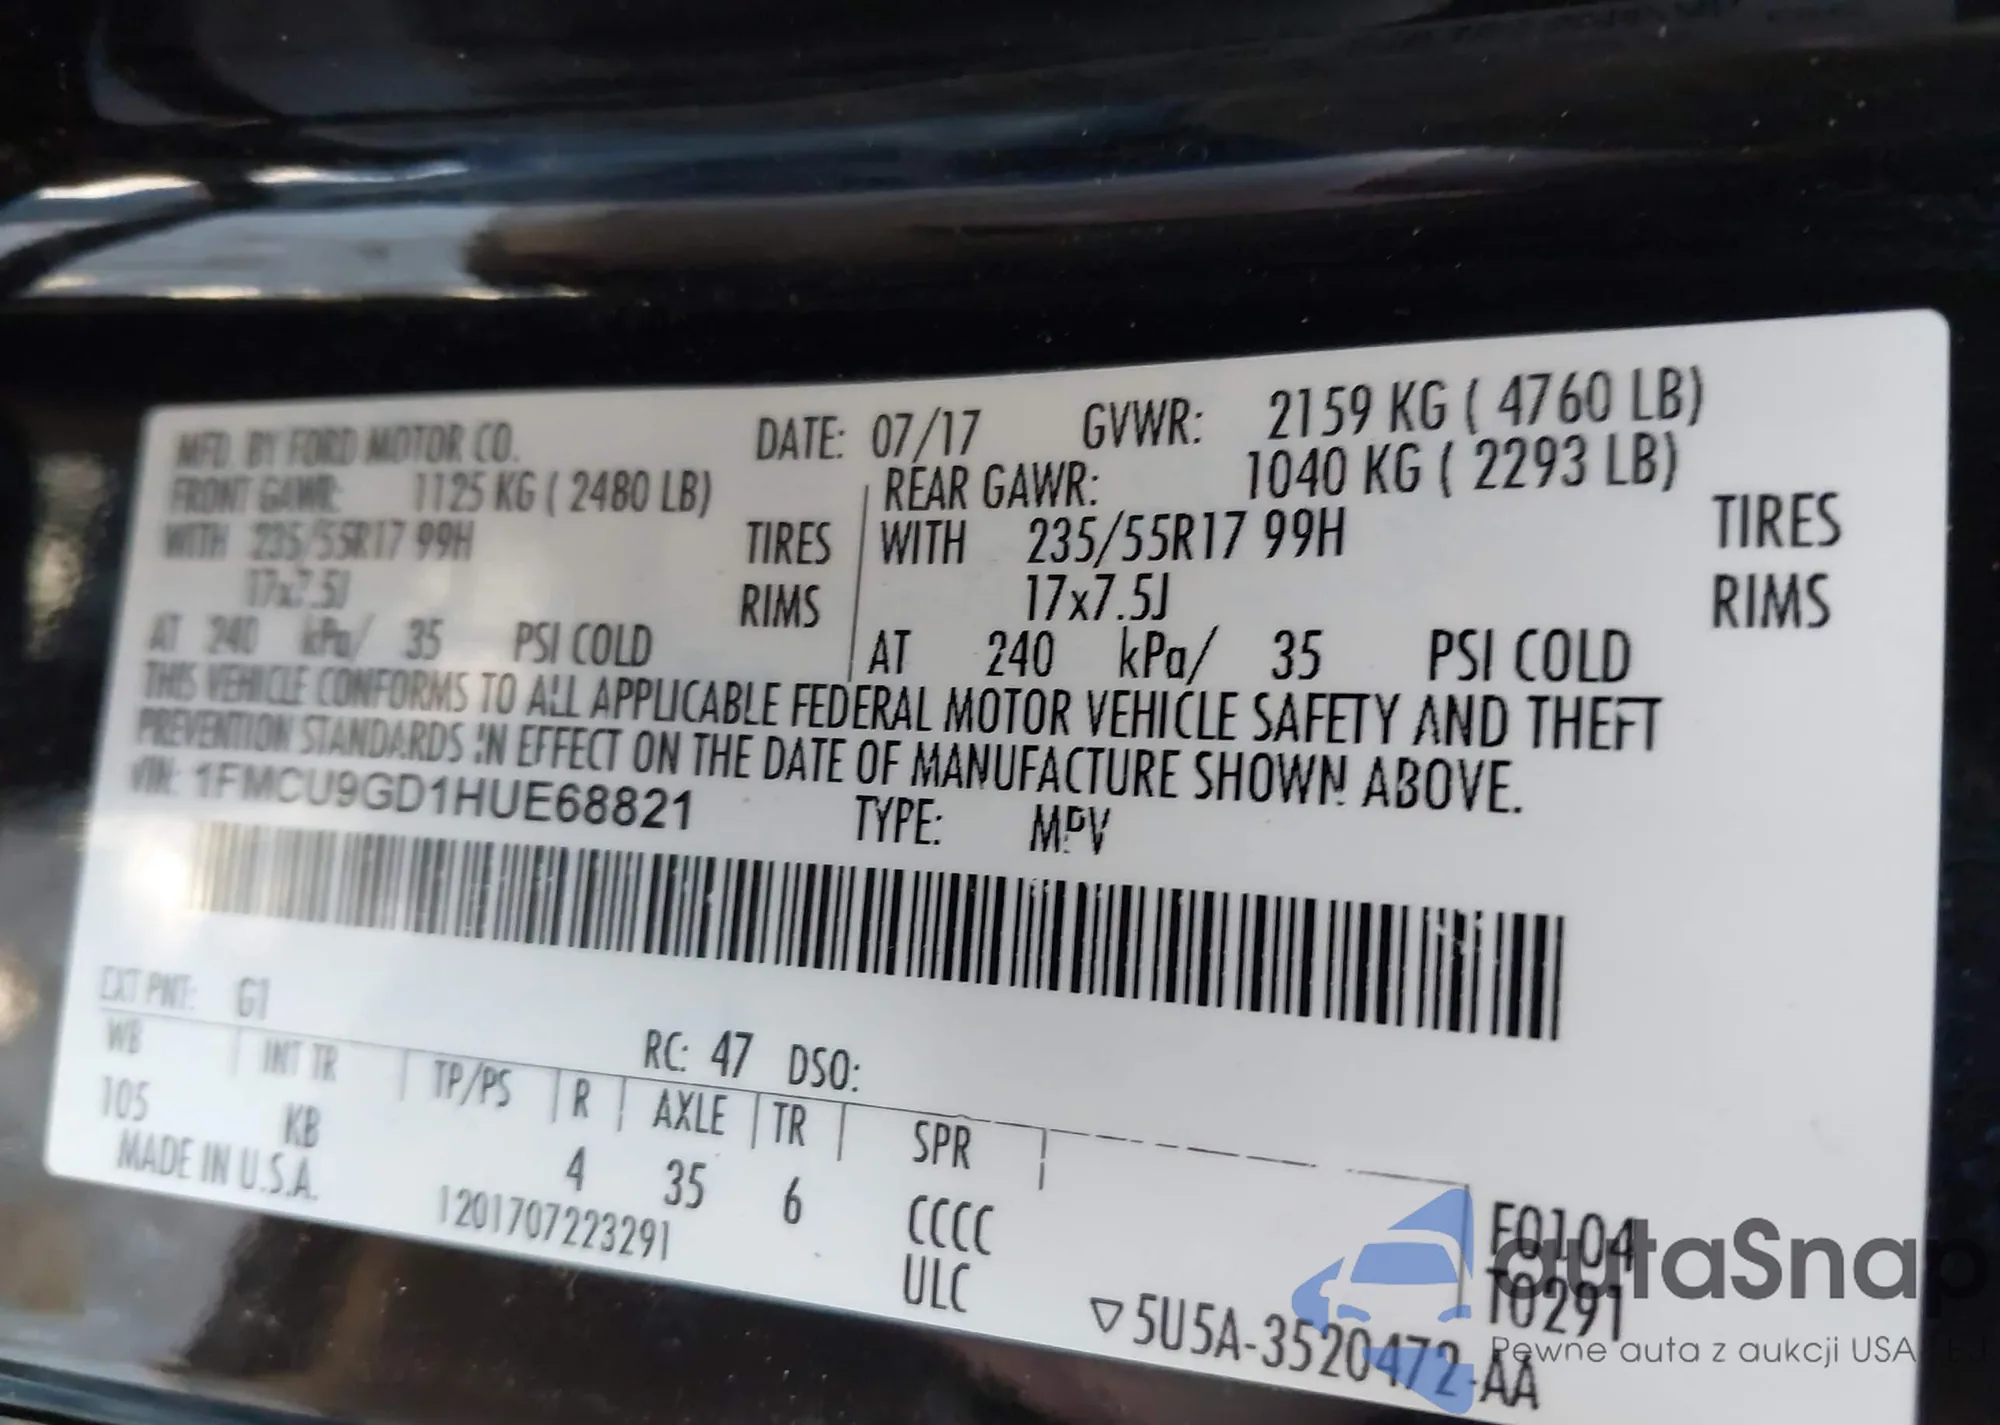 MFD. BY FORD MOTOR CO. DATE: 07/17 GVWR: 2159 KG ( 4760 LB)
FRONT GAWR: 1125 KG ( 2480 LB) REAR GAWR: 1040 KG ( 2293 LB)
WITH 235/55R17 99H TIRES WITH 235/55R17 99H TIRES
17x7.5J RIMS 17x7.5J RIMS
AT 240 kPa/ 35 PSI COLD AT 240 kPa/ 35 PSI COLD
THIS VEHICLE CONFORMS TO ALL APPLICABLE FEDERAL MOTOR VEHICLE SAFETY AND THEFT
PREVENTION STANDARDS IN EFFECT ON THE DATE OF MANUFACTURE SHOWN ABOVE.
VIN: 1FMCU9GD1HUE68821 TYPE: MPV
EXT PNT: G1 RC: 47 DSO:
WB INT TR TP/PS R AXLE TR SPR
105 KB 4 35 6 CCCC
MADE IN U.S.A. 1201707223291 ULC
F0104
T0291
▽5U5A-3520472-AA
autaSnap
Pewne auta z aukcji USA